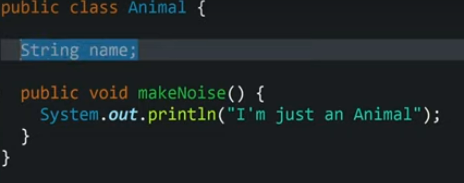 public class Animal {
String name;
public void makeNoise() {
System.out.println("I'm just an Animal");
}
}